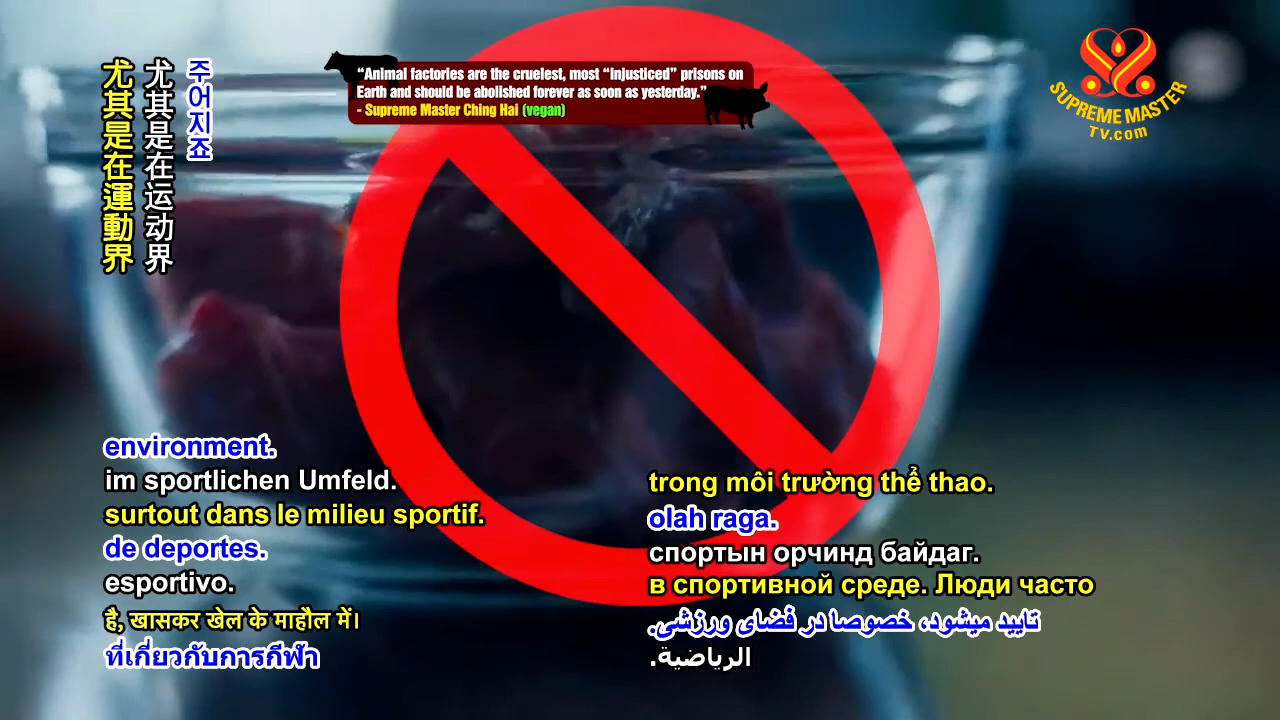 “Animal factories are the cruelest, most “Injusticed” prisons on
Earth and should be abolished forever as soon as yesterday.”
- Supreme Master Ching Hai (vegan)
SUPREME MASTER
TV.com
주어지죠
尤其是在运动界
尤其是在運動界
environment.
im sportlichen Umfeld.
surtout dans le milieu sportif.
de deportes.
esportivo.
है, खासकर खेल के माहौल में।
ที่เกี่ยวกับการกีฬา
trong môi trường thể thao.
olah raga.
спортын орчинд байдаг.
в спортивной среде. Люди часто
تایید میشود، خصوصا در فضای ورزشی.
الرياضية.